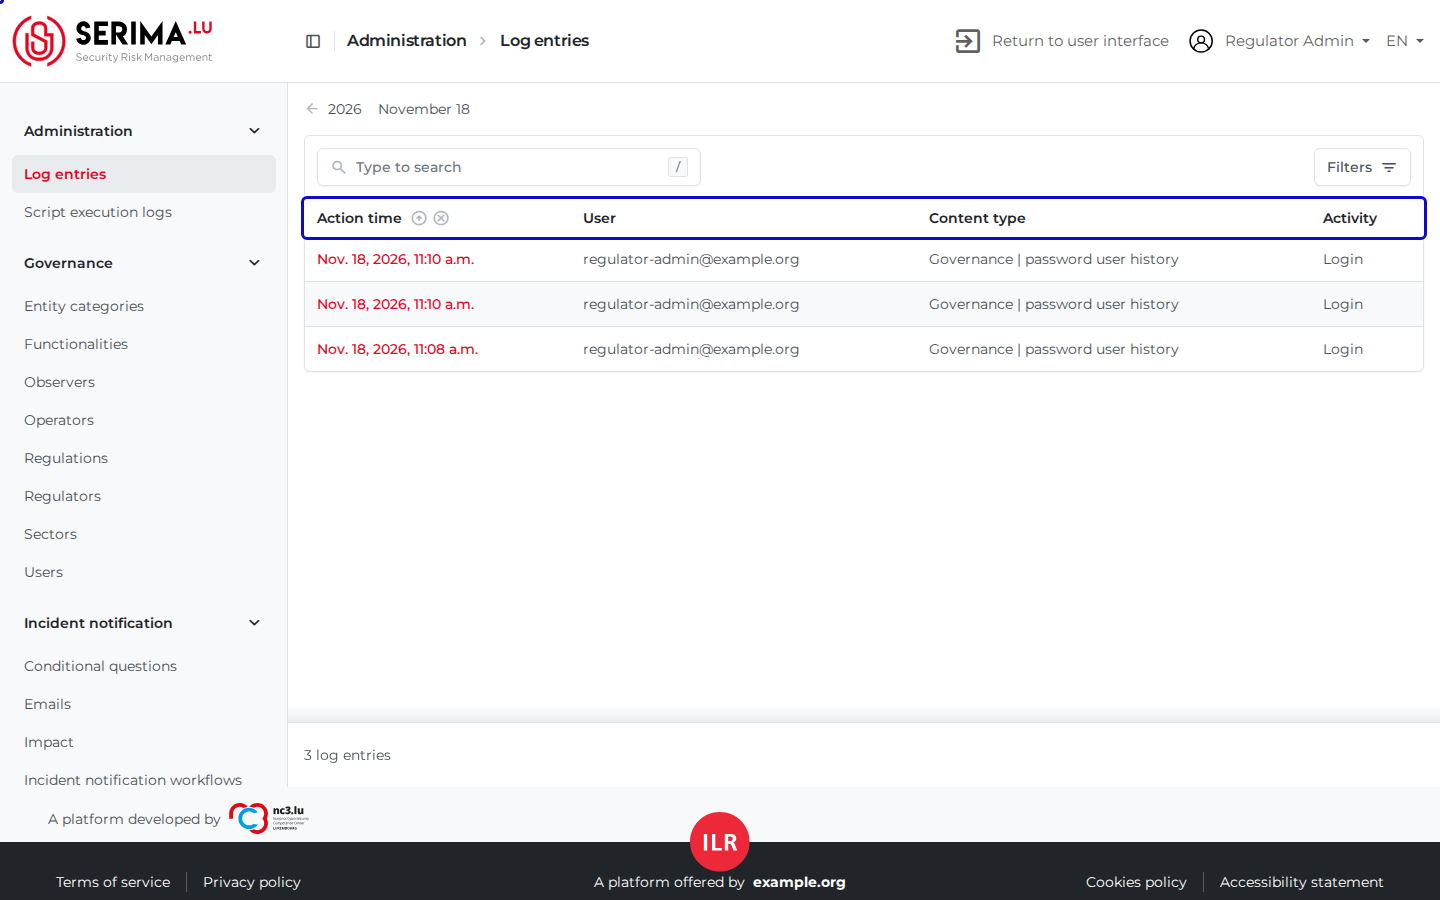 SERIMA.LU
Security Risk Management
Administration > Log entries
Return to user interface
Regulator Admin
EN
Administration
Log entries
Script execution logs
Governance
Entity categories
Functionalities
Observers
Operators
Regulations
Regulators
Sectors
Users
Incident notification
Conditional questions
Emails
Impact
Incident notification workflows
2026 November 18
Type to search /
Filters
Action time User Content type Activity
Nov. 18, 2026, 11:10 a.m. regulator-admin@example.org Governance | password user history Login
Nov. 18, 2026, 11:10 a.m. regulator-admin@example.org Governance | password user history Login
Nov. 18, 2026, 11:08 a.m. regulator-admin@example.org Governance | password user history Login
3 log entries
A platform developed by nc3.lu
ILR
Terms of service Privacy policy
A platform offered by example.org
Cookies policy Accessibility statement